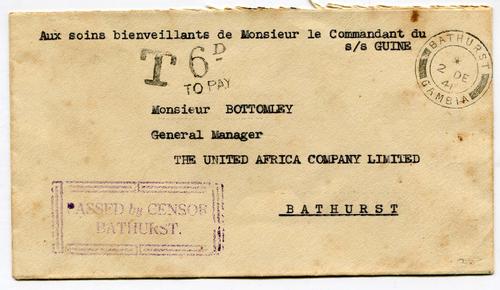 Aux soins bienveillants de Monsieur le Commandant du
s/s GUINE
T 6D
TO PAY
BATHURST
2 DE
GAMBIA
Monsieur BOTTOMLEY
General Manager
THE UNITED AFRICA COMPANY LIMITED
BATHURST
PASSED by CENSOR
BATHURST.